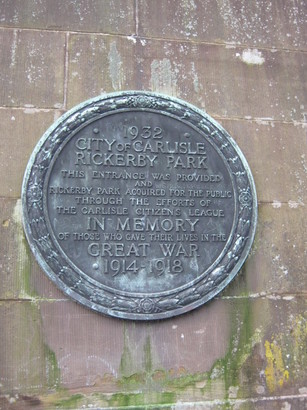 1932
CITY OF CARLISLE
RICKERBY PARK
THIS ENTRANCE WAS PROVIDED
AND
RICKERBY PARK ACQUIRED FOR THE PUBLIC
THROUGH THE EFFORTS OF
THE CARLISLE CITIZENS LEAGUE
IN MEMORY
OF THOSE WHO GAVE THEIR LIVES IN THE
GREAT WAR
1914-1918